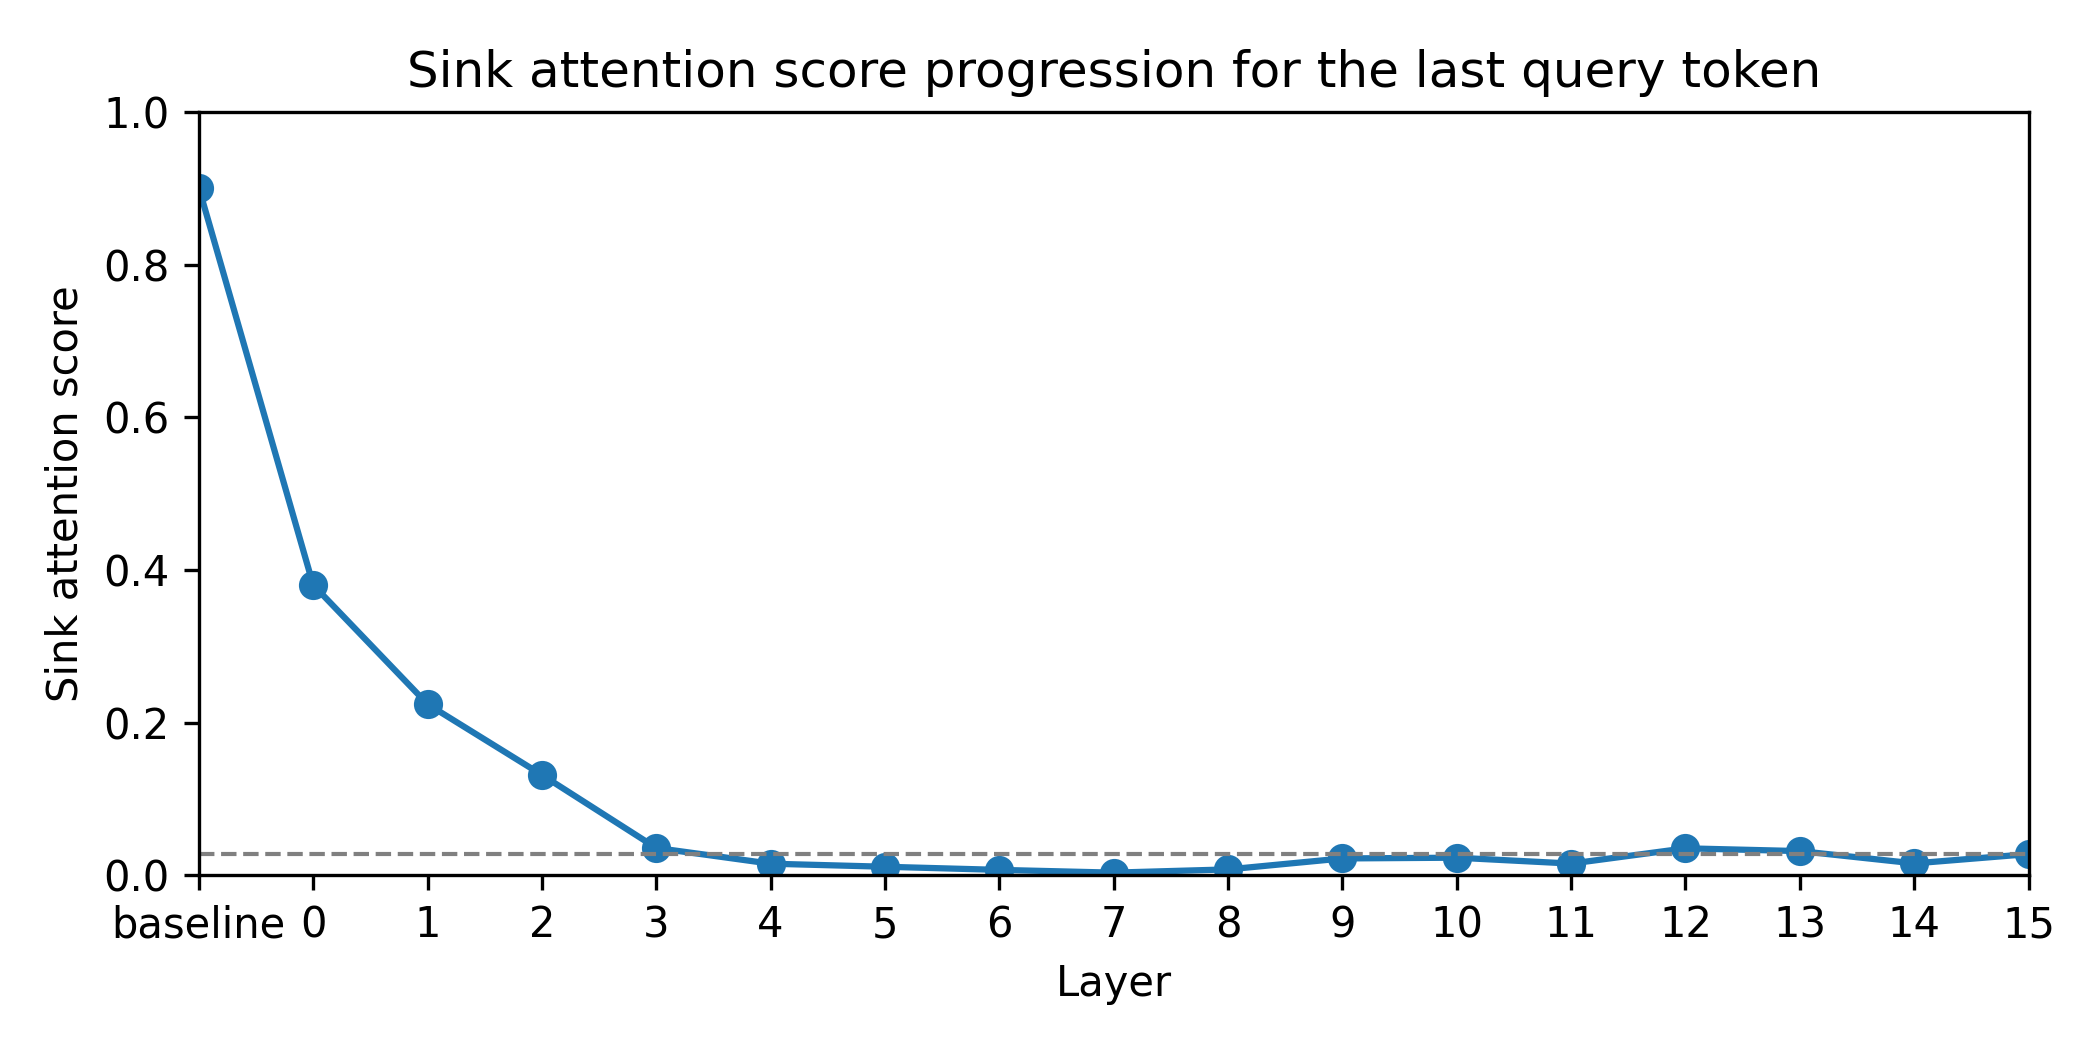 Sink attention score progression for the last query token
1.0
0.8
0.6
0.4
0.2
0.0
Sink attention score
baseline 0 1 2 3 4 5 6 7 8 9 10 11 12 13 14 15
Layer